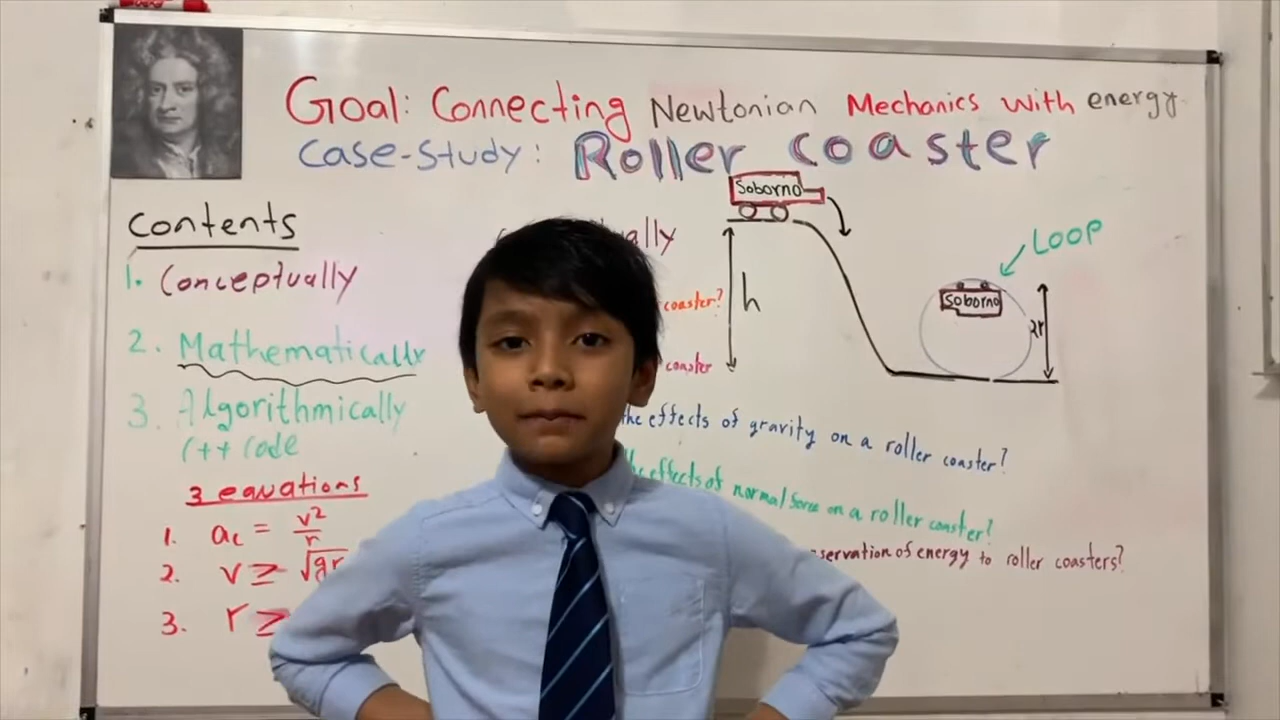 Goal: Connecting Newtonian Mechanics with energy
Case-Study: Roller coaster
Soborno
LOOP
Contents
1. Conceptually
h
Soborno
2r
coaster?
2. Mathematically
coaster
3. Algorithmically
C++ Code
the effects of gravity on a roller coaster?
the effects of normal force on a roller coaster?
conservation of energy to roller coasters?
3 equations
1. ac = v²/r
2. v ≥ √gr
3. r ≥